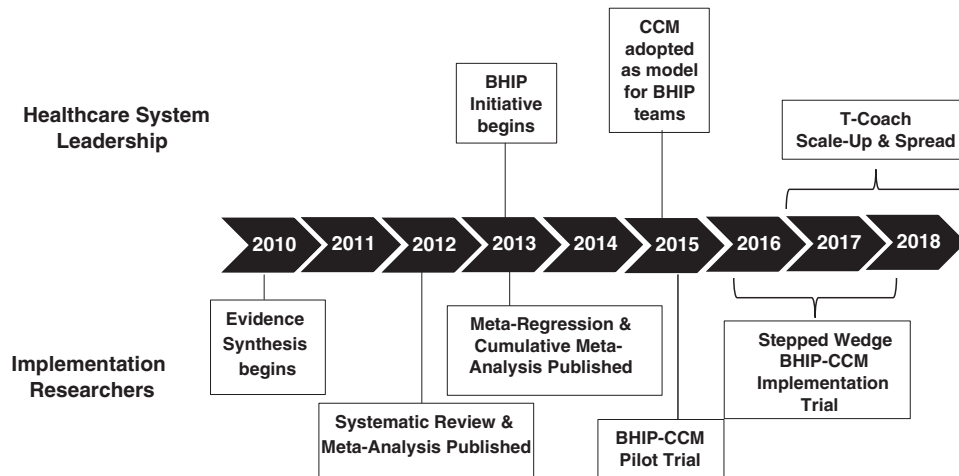 CCM
adopted
as model
for BHIP
teams
BHIP
Initiative
begins
Healthcare System
Leadership
T-Coach
Scale-Up & Spread
2010 2011 2012 2013 2014 2015 2016 2017 2018
Evidence
Synthesis
begins
Meta-Regression &
Cumulative Meta-
Analysis Published
Stepped Wedge
BHIP-CCM
Implementation
Trial
Implementation
Researchers
Systematic Review &
Meta-Analysis Published
BHIP-CCM
Pilot Trial